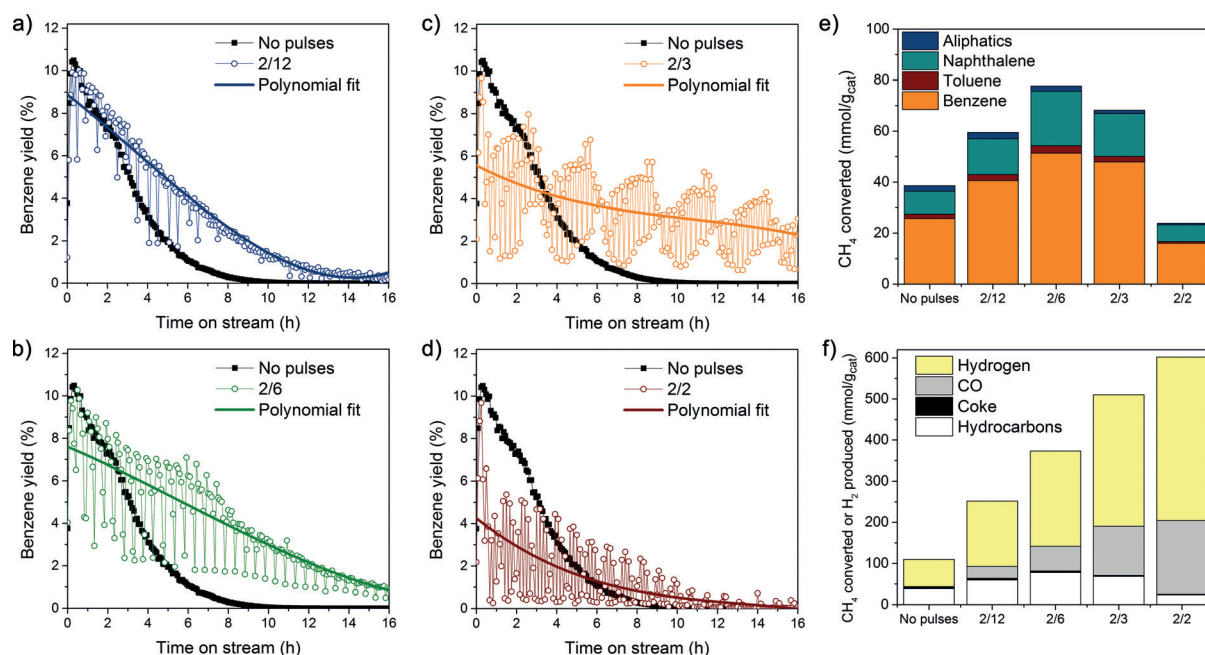 a)
No pulses
2/12
Polynomial fit
Benzene yield (%)
12
10
8
6
4
2
0
0 2 4 6 8 10 12 14 16
Time on stream (h)
b)
No pulses
2/6
Polynomial fit
Benzene yield (%)
12
10
8
6
4
2
0
0 2 4 6 8 10 12 14 16
Time on stream (h)
c)
No pulses
2/3
Polynomial fit
Benzene yield (%)
12
10
8
6
4
2
0
0 2 4 6 8 10 12 14 16
Time on stream (h)
d)
No pulses
2/2
Polynomial fit
Benzene yield (%)
12
10
8
6
4
2
0
0 2 4 6 8 10 12 14 16
Time on stream (h)
e)
Aliphatics
Naphthalene
Toluene
Benzene
CH₄ converted (mmol/g_cat)
100
80
60
40
20
0
No pulses 2/12 2/6 2/3 2/2
f)
Hydrogen
CO
Coke
Hydrocarbons
CH₄ converted or H₂ produced (mmol/g_cat)
600
500
400
300
200
100
0
No pulses 2/12 2/6 2/3 2/2